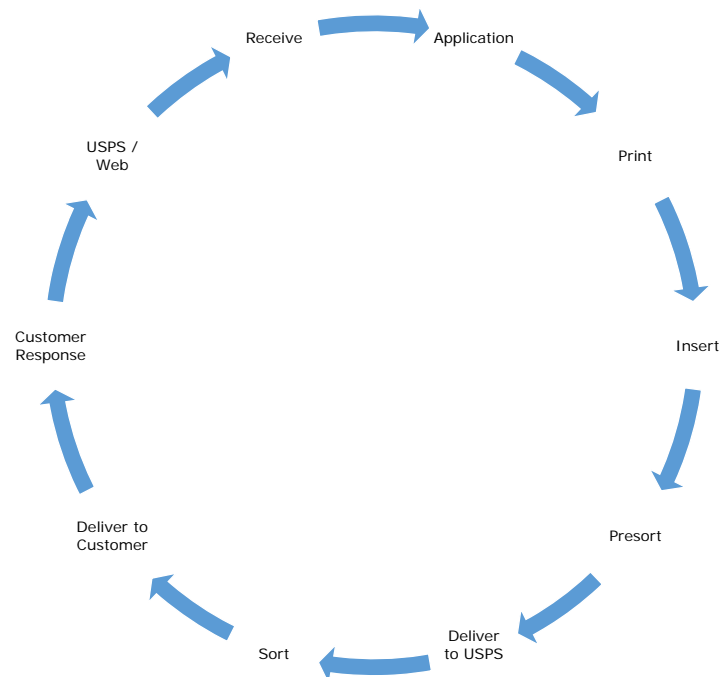 Receive
Application
Print
Insert
Presort
Deliver
to USPS
Sort
Deliver to
Customer
Customer
Response
USPS /
Web